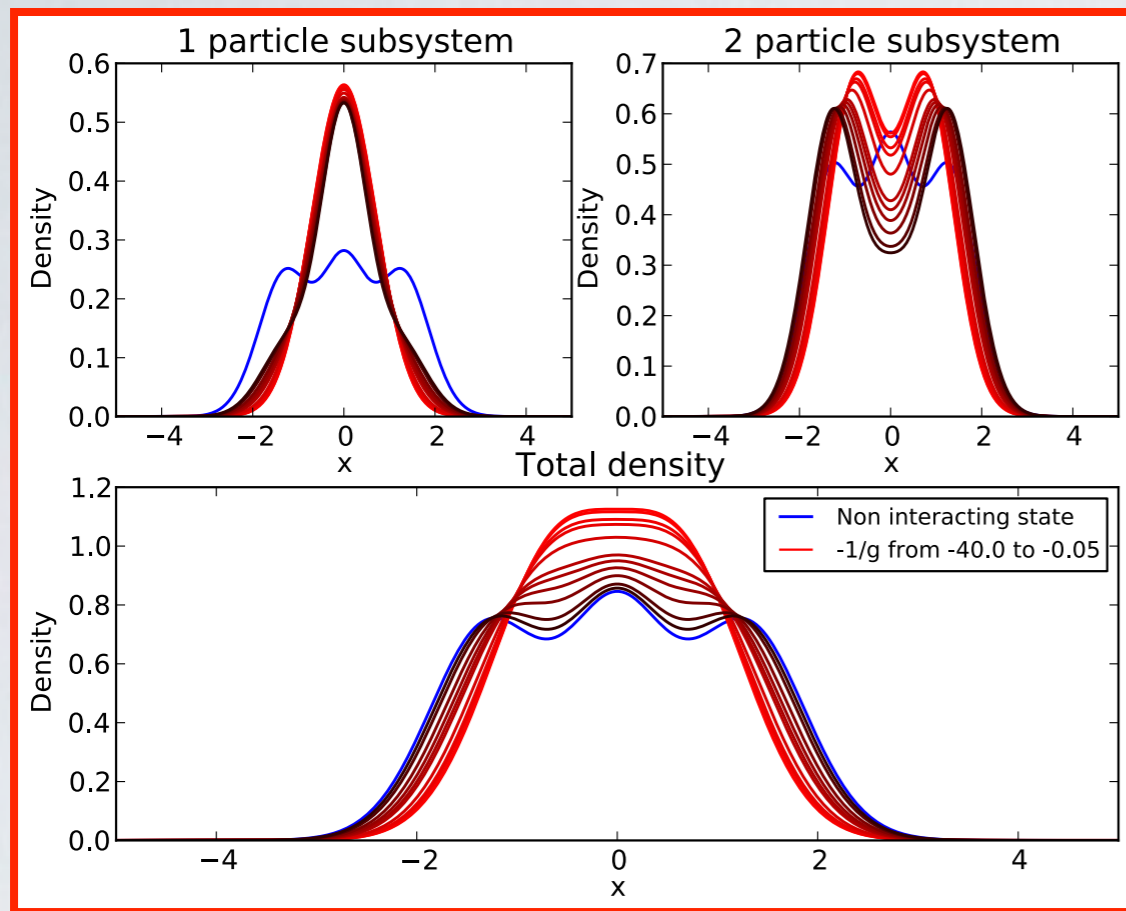 1 particle subsystem
0.6
0.5
0.4
0.3
0.2
0.1
0.0
Density
−4 −2 0 2 4
x
2 particle subsystem
0.7
0.6
0.5
0.4
0.3
0.2
0.1
0.0
Density
−4 −2 0 2 4
x
Total density
1.2
1.0
0.8
0.6
0.4
0.2
0.0
Density
Non interacting state
-1/g from -40.0 to -0.05
−4 −2 0 2 4
x